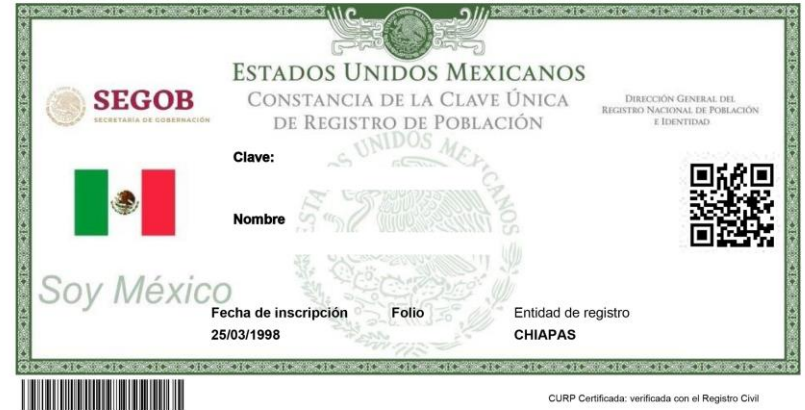 ESTADOS UNIDOS MEXICANOS
CONSTANCIA DE LA CLAVE ÚNICA
DE REGISTRO DE POBLACIÓN
SEGOB
SECRETARÍA DE GOBERNACIÓN
DIRECCIÓN GENERAL DEL
REGISTRO NACIONAL DE POBLACIÓN
E IDENTIDAD
Clave:
UNIDOS MEXICANOS
Nombre
Soy México
Fecha de inscripción Folio Entidad de registro
25/03/1998 CHIAPAS
CURP Certificada: verificada con el Registro Civil